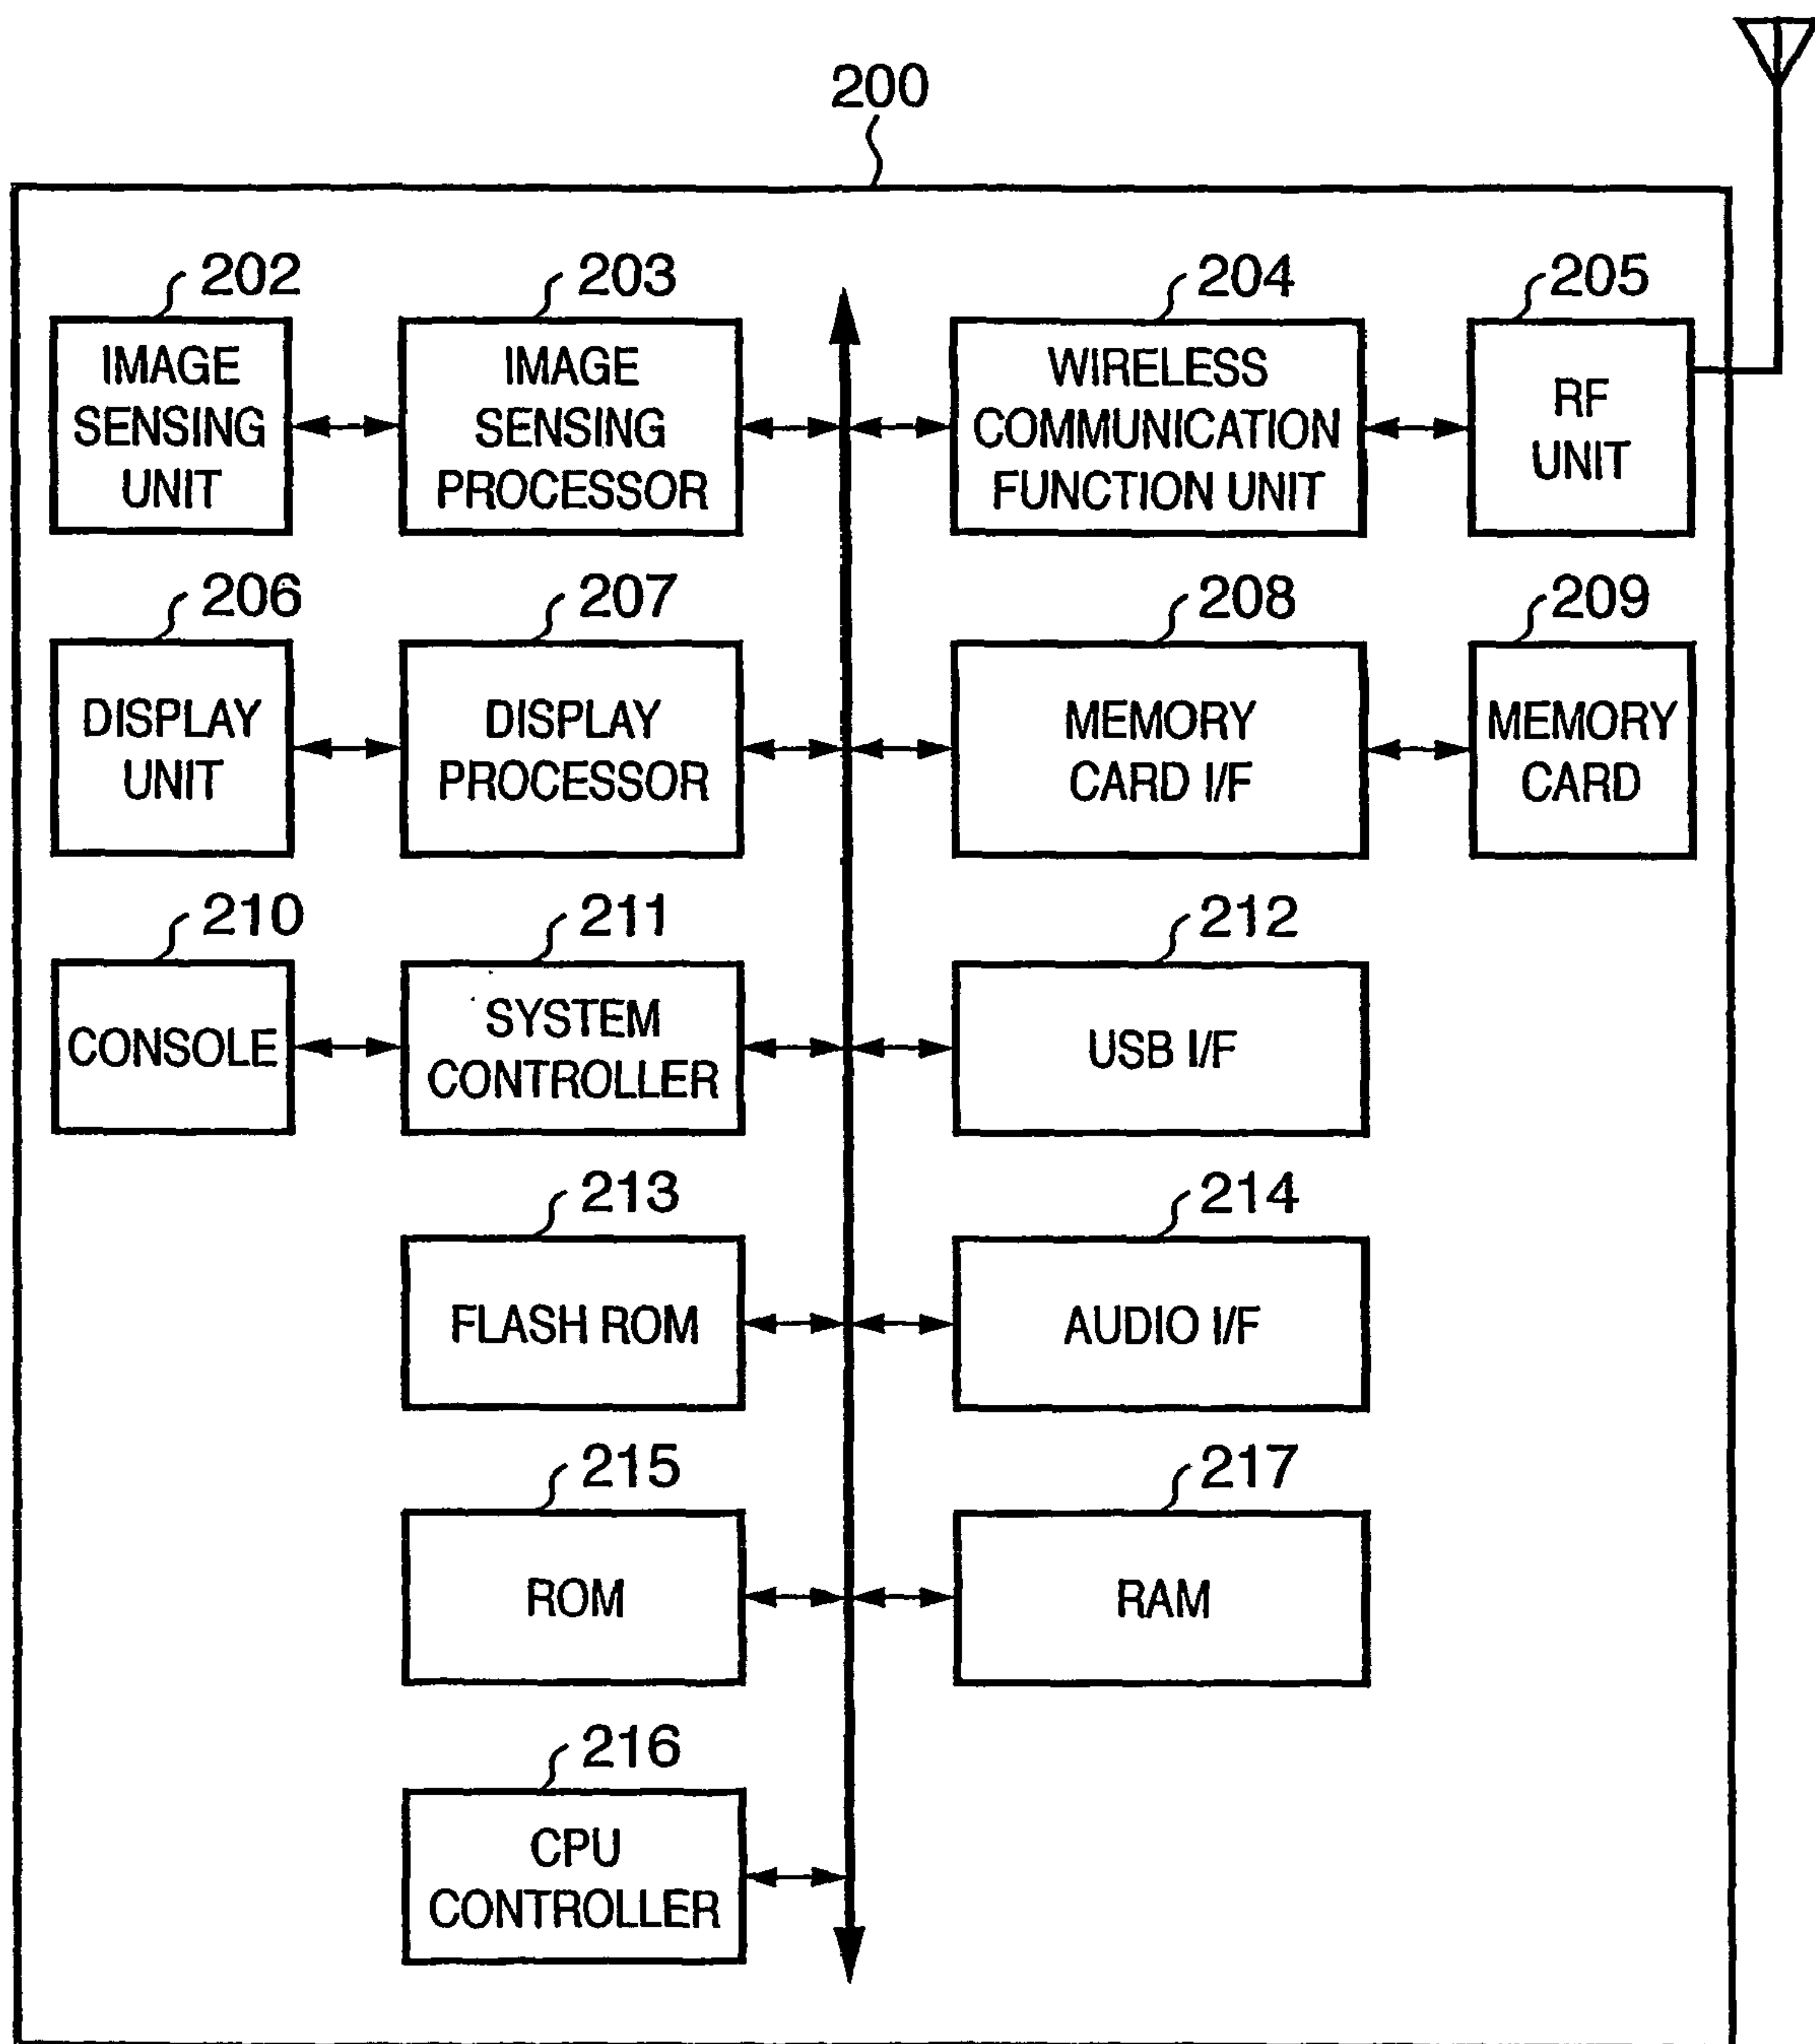 200
202
203
204
205
IMAGE
SENSING
UNIT
IMAGE
SENSING
PROCESSOR
WIRELESS
COMMUNICATION
FUNCTION UNIT
RF
UNIT
206
207
208
209
DISPLAY
UNIT
DISPLAY
PROCESSOR
MEMORY
CARD I/F
MEMORY
CARD
210
211
212
CONSOLE
SYSTEM
CONTROLLER
USB I/F
213
214
FLASH ROM
AUDIO I/F
215
217
ROM
RAM
216
CPU
CONTROLLER